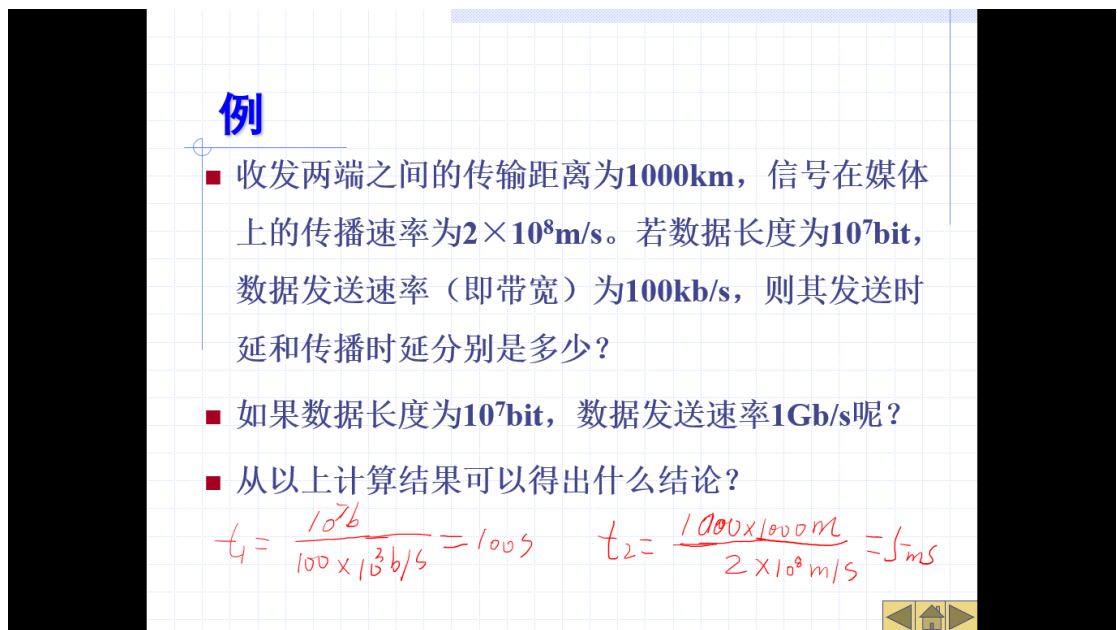 例
收发两端之间的传输距离为1000km，信号在媒体
上的传播速率为2×10⁸m/s。若数据长度为10⁷bit，
数据发送速率（即带宽）为100kb/s，则其发送时
延和传播时延分别是多少？
如果数据长度为10⁷bit，数据发送速率1Gb/s呢？
从以上计算结果可以得出什么结论？
t₁= 10⁷b / 100×10³b/s =100s t₂= 1000×1000m / 2×10⁸m/s =5ms